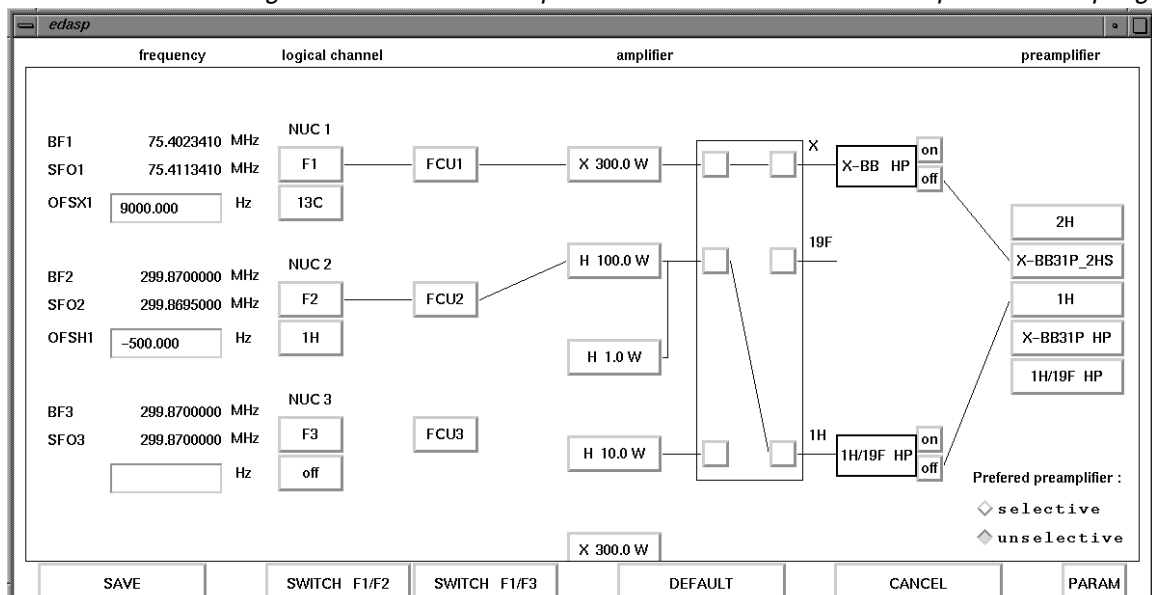 edasp
frequency logical channel amplifier preamplifier
NUC 1
BF1 75.4023410 MHz
SFO1 75.4113410 MHz
F1 FCU1 X 300.0 W X X-BB HP on off
OFSX1 9000.000 Hz
13C
2H
X-BB31P_2HS
1H
X-BB31P HP
1H/19F HP
H 100.0 W 19F
NUC 2
BF2 299.8700000 MHz
SFO2 299.8695000 MHz
F2 FCU2
OFSH1 -500.000 Hz
1H
H 1.0 W
NUC 3
BF3 299.8700000 MHz
SFO3 299.8700000 MHz
F3 FCU3
H 10.0 W 1H 1H/19F HP on off
Hz
off
Prefered preamplifier :
selective
unselective
X 300.0 W
SAVE SWITCH F1/F2 SWITCH F1/F3 DEFAULT CANCEL PARAM